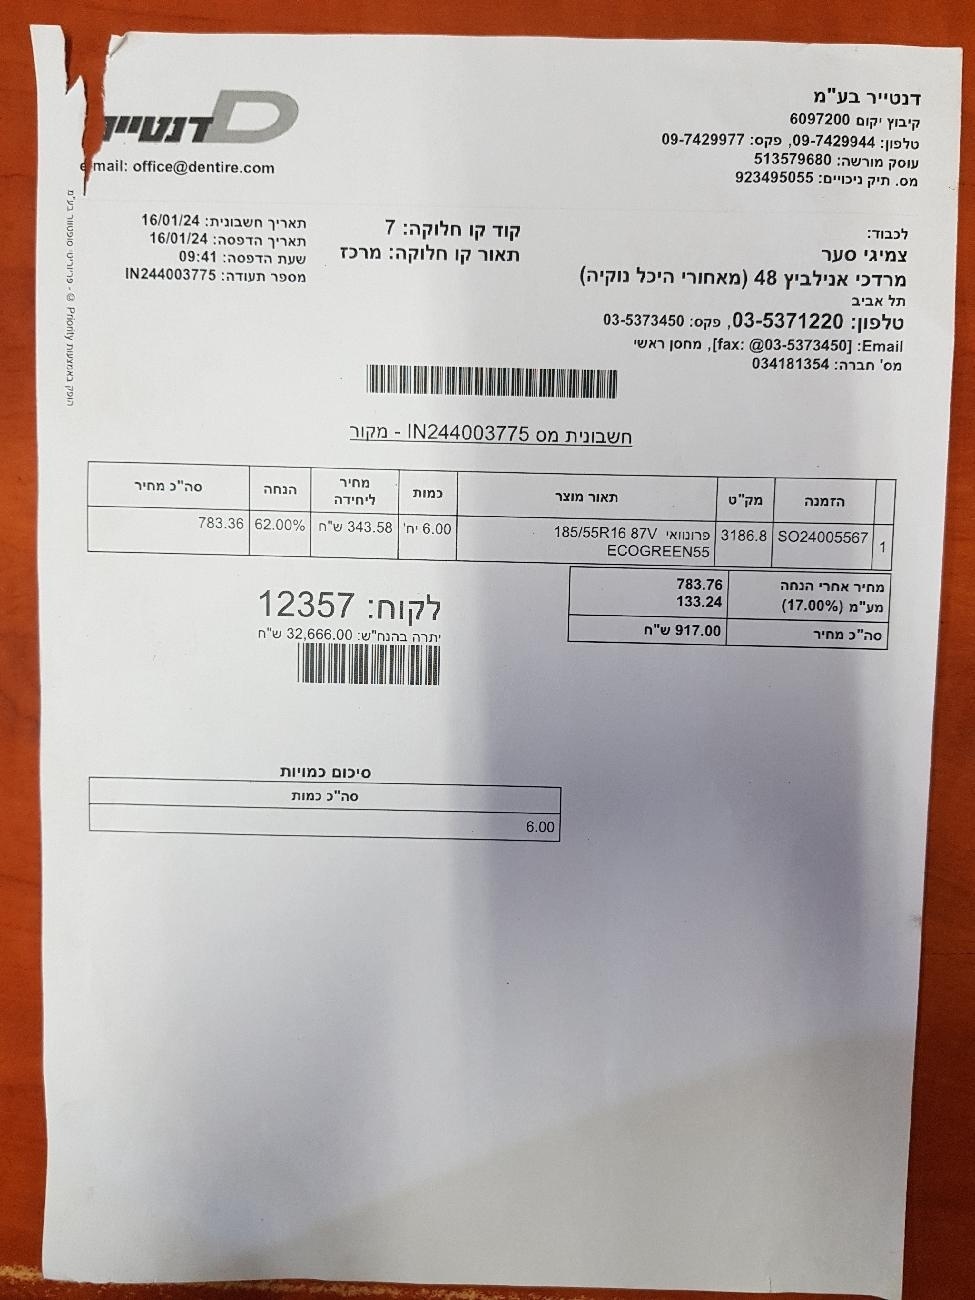 דנטייר
e-mail: office@dentire.com
דנטייר בע"מ
קיבוץ יקום 6097200
טלפון: 09-7429944, פקס: 09-7429977
עוסק מורשה: 513579680
מס. תיק ניכויים: 923495055
תאריך חשבונית: 16/01/24
תאריך הדפסה: 16/01/24
שעת הדפסה: 09:41
מספר תעודה: IN244003775
קוד קו חלוקה: 7
תאור קו חלוקה: מרכז
לכבוד:
צמיגי סער
מרדכי אנילביץ 48 (מאחורי היכל נוקיה)
תל אביב
טלפון: 03-5371220, פקס: 03-5373450
Email: [fax: @03-5373450], מחסן ראשי
מס' חברה: 034181354
הופק באמצעות Priority © - פריוריטי סופטוור בע"מ
חשבונית מס IN244003775 - מקור
הזמנה מק"ט תאור מוצר כמות מחיר ליחידה הנחה סה"כ מחיר
1 SO24005567 3186.8 פרונוואי 185/55R16 87V 6.00 יח' 343.58 ש"ח 62.00% 783.36
ECOGREEN55
מחיר אחרי הנחה 783.76
מע"מ (17.00%) 133.24
סה"כ מחיר 917.00 ש"ח
לקוח: 12357
יתרה בהנח"ש: 32,666.00 ש"ח
סיכום כמויות
סה"כ כמות
6.00